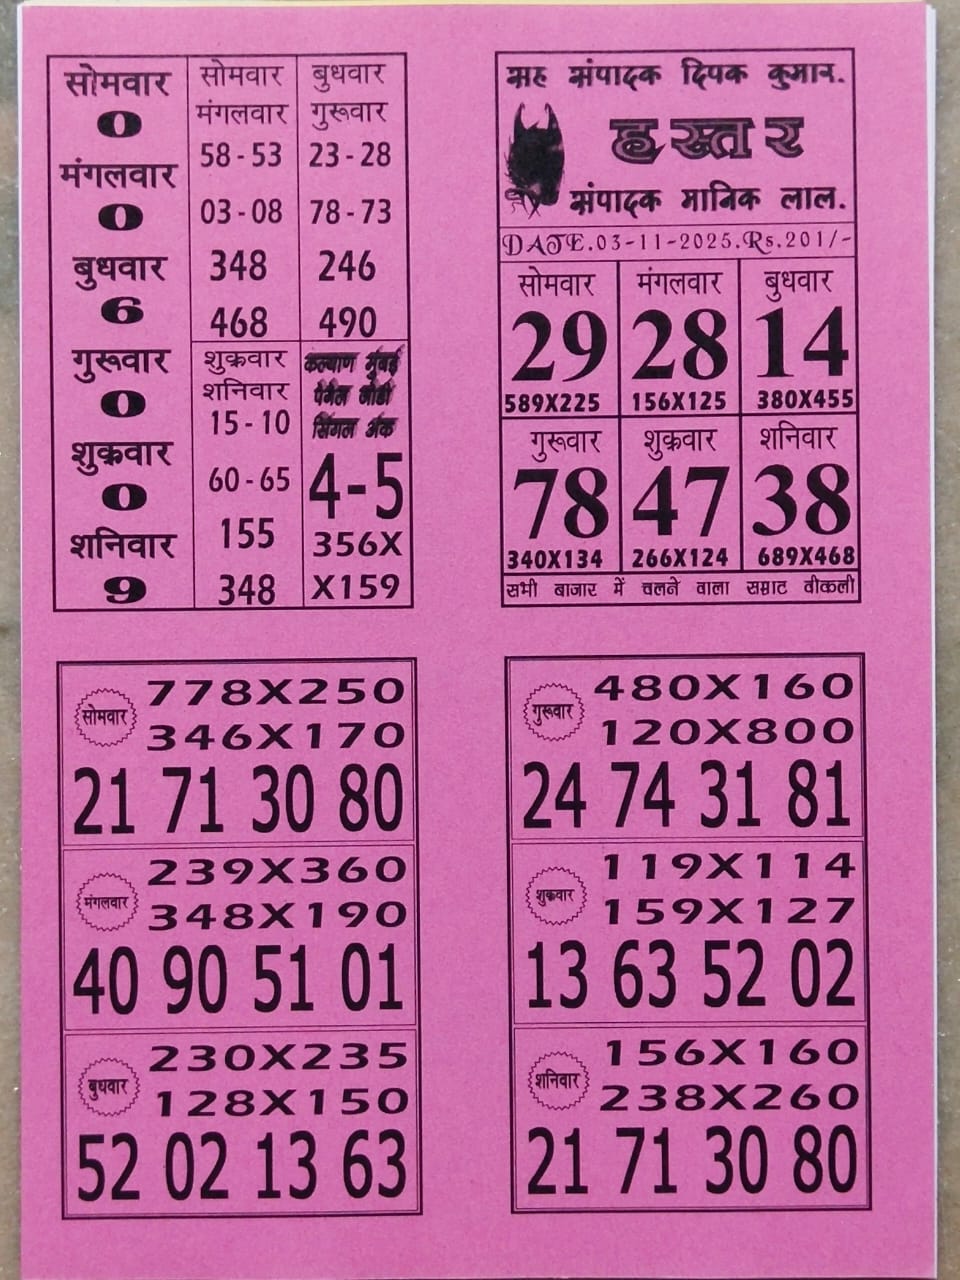 सोमवार
0
मंगलवार
0
बुधवार
6
गुरूवार
0
शुक्रवार
0
शनिवार
9
सोमवार
मंगलवार
58 - 53
03 - 08
348
468
बुधवार
गुरूवार
23 - 28
78 - 73
246
490
शुक्रवार
शनिवार
15 - 10
60 - 65
155
348
कल्याण मुंबई
पॅनल जोडी
सिंगल अंक
4-5
356X
X159
सह संपादक दिपक कुमार.
हस्तर
संपादक मानिक लाल.
DATE.03-11-2025.Rs.201/-
सोमवार मंगलवार बुधवार
29 28 14
589X225 156X125 380X455
गुरूवार शुक्रवार शनिवार
78 47 38
340X134 266X124 689X468
सभी बाजार में चलने वाला सम्राट वीकली
सोमवार
778X250
346X170
21 71 30 80
मंगलवार
239X360
348X190
40 90 51 01
बुधवार
230X235
128X150
52 02 13 63
गुरूवार
480X160
120X800
24 74 31 81
शुक्रवार
119X114
159X127
13 63 52 02
शनिवार
156X160
238X260
21 71 30 80